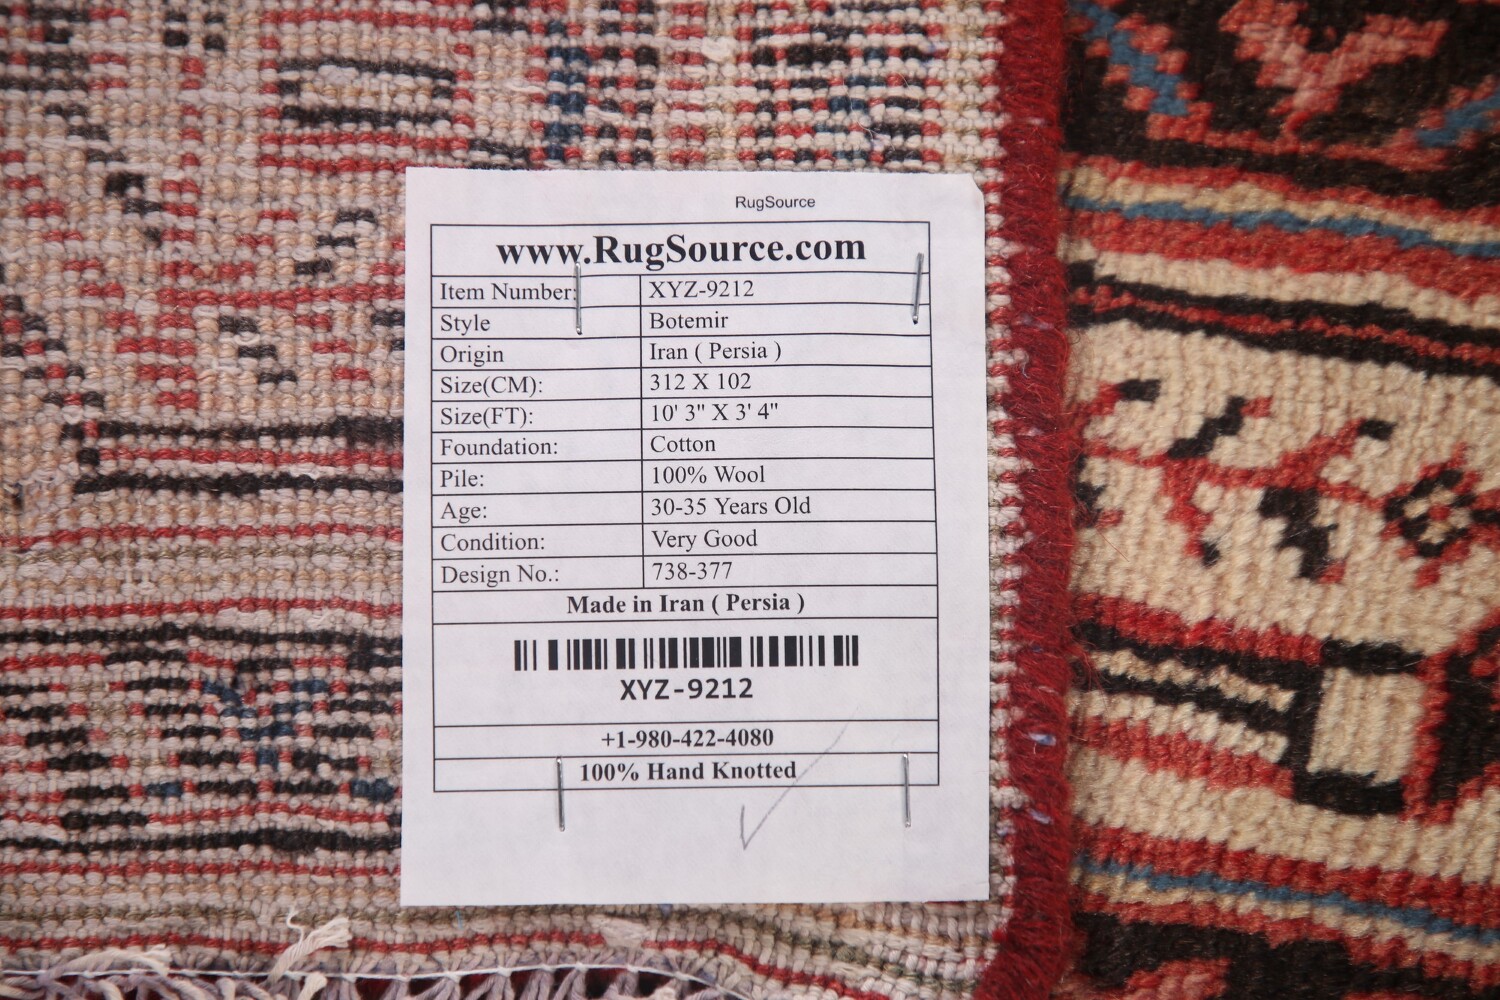 RugSource
www.RugSource.com
Item Number: XYZ-9212
Style Botemir
Origin Iran ( Persia )
Size(CM): 312 X 102
Size(FT): 10' 3" X 3' 4"
Foundation: Cotton
Pile: 100% Wool
Age: 30-35 Years Old
Condition: Very Good
Design No.: 738-377
Made in Iran ( Persia )
XYZ-9212
+1-980-422-4080
100% Hand Knotted